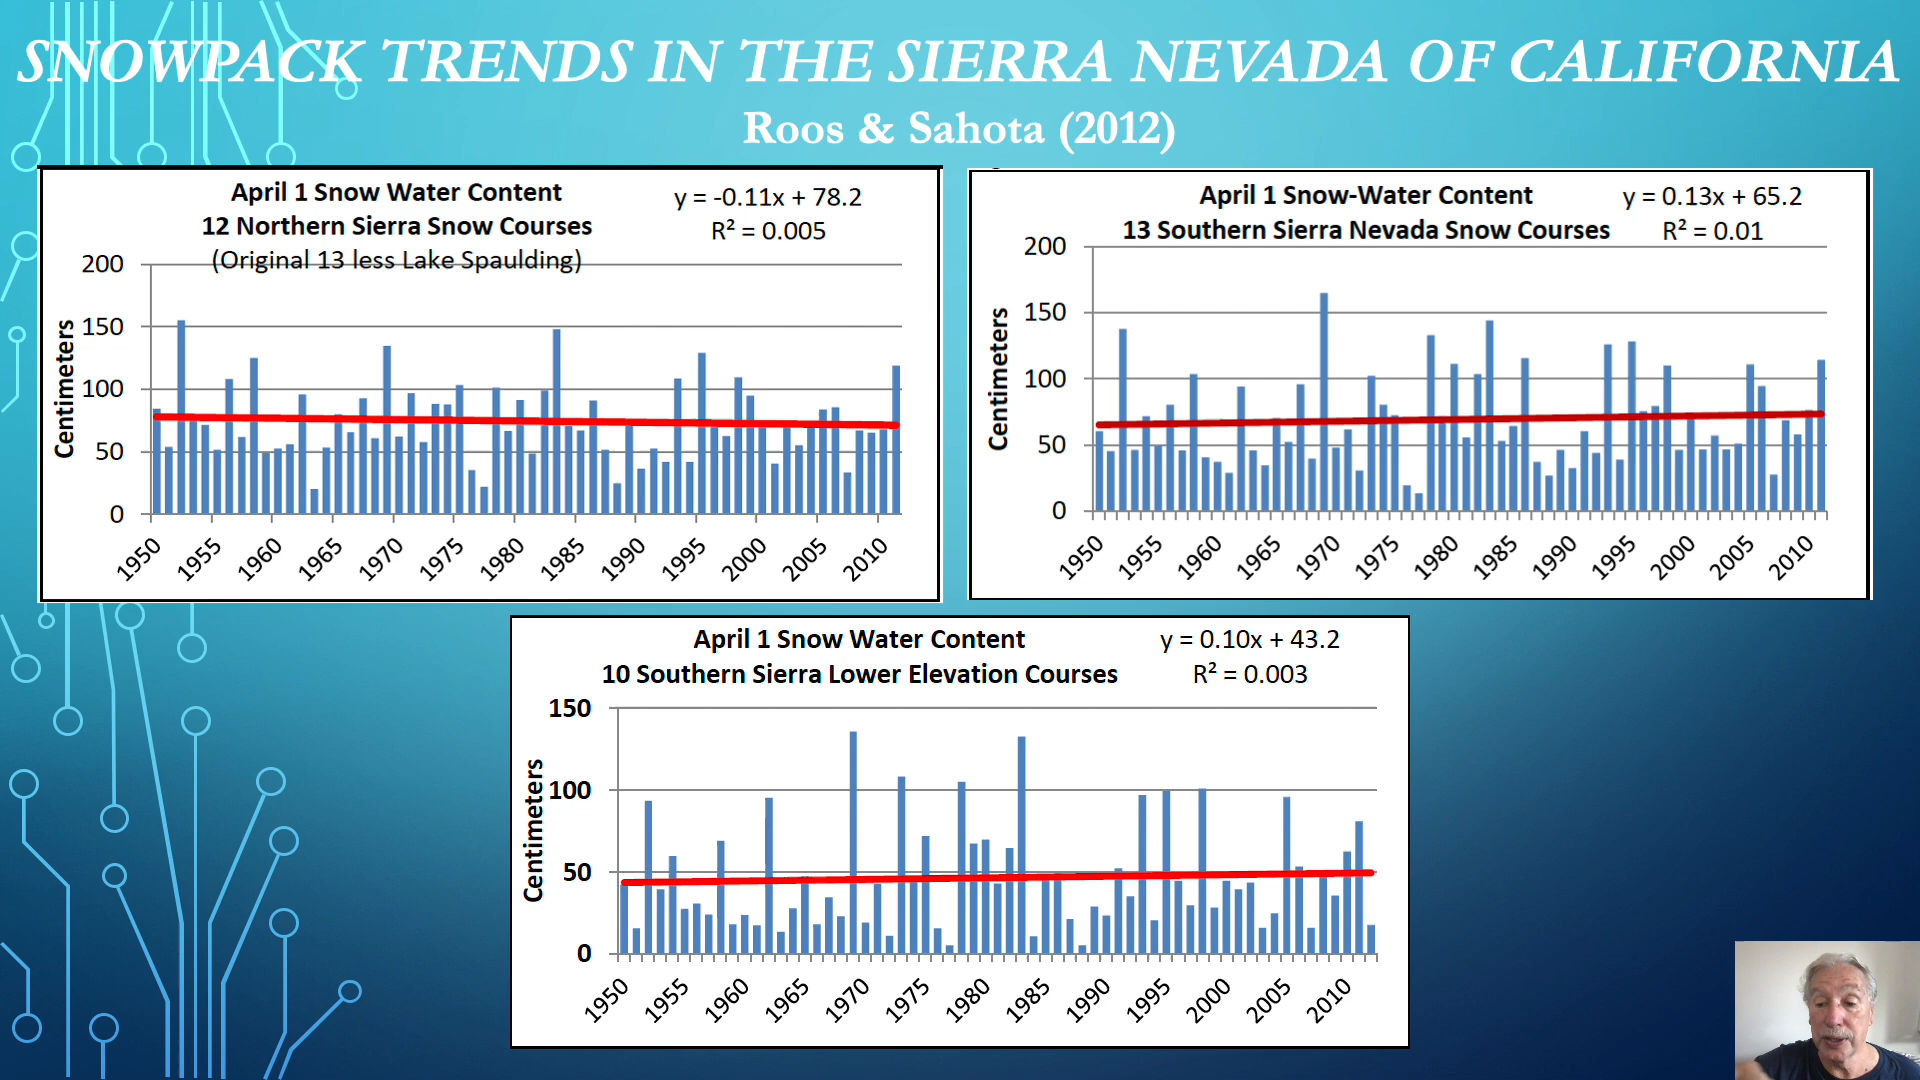 SNOWPACK TRENDS IN THE SIERRA NEVADA OF CALIFORNIA
Roos & Sahota (2012)
April 1 Snow Water Content
12 Northern Sierra Snow Courses
(Original 13 less Lake Spaulding)
y = -0.11x + 78.2
R² = 0.005
Centimeters
200
150
100
50
0
1950 1955 1960 1965 1970 1975 1980 1985 1990 1995 2000 2005 2010
April 1 Snow-Water Content
13 Southern Sierra Nevada Snow Courses
y = 0.13x + 65.2
R² = 0.01
Centimeters
200
150
100
50
0
1950 1955 1960 1965 1970 1975 1980 1985 1990 1995 2000 2005 2010
April 1 Snow Water Content
10 Southern Sierra Lower Elevation Courses
y = 0.10x + 43.2
R² = 0.003
Centimeters
150
100
50
0
1950 1955 1960 1965 1970 1975 1980 1985 1990 1995 2000 2005 2010